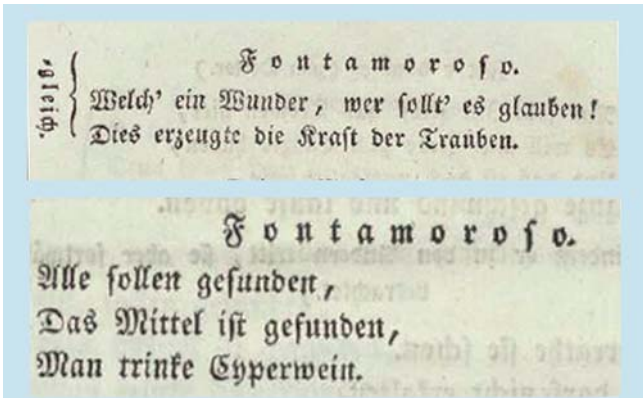 Fontamoroso.
=gleich.
Welch' ein Wunder, wer sollt' es glauben!
Dies erzeugte die Kraft der Trauben.
Fontamoroso.
Alle sollen gesunden,
Das Mittel ist gefunden,
Man trinke Cyperwein.